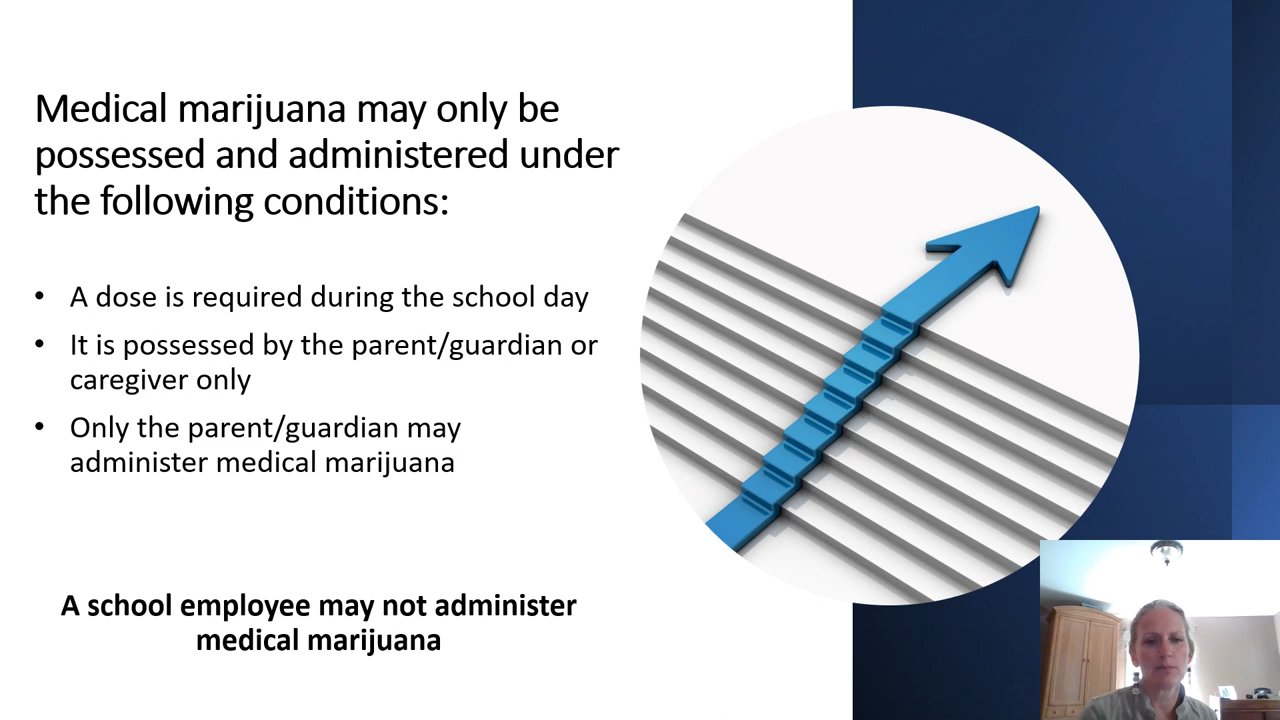 Medical marijuana may only be
possessed and administered under
the following conditions:
• A dose is required during the school day
• It is possessed by the parent/guardian or
caregiver only
• Only the parent/guardian may
administer medical marijuana
A school employee may not administer
medical marijuana